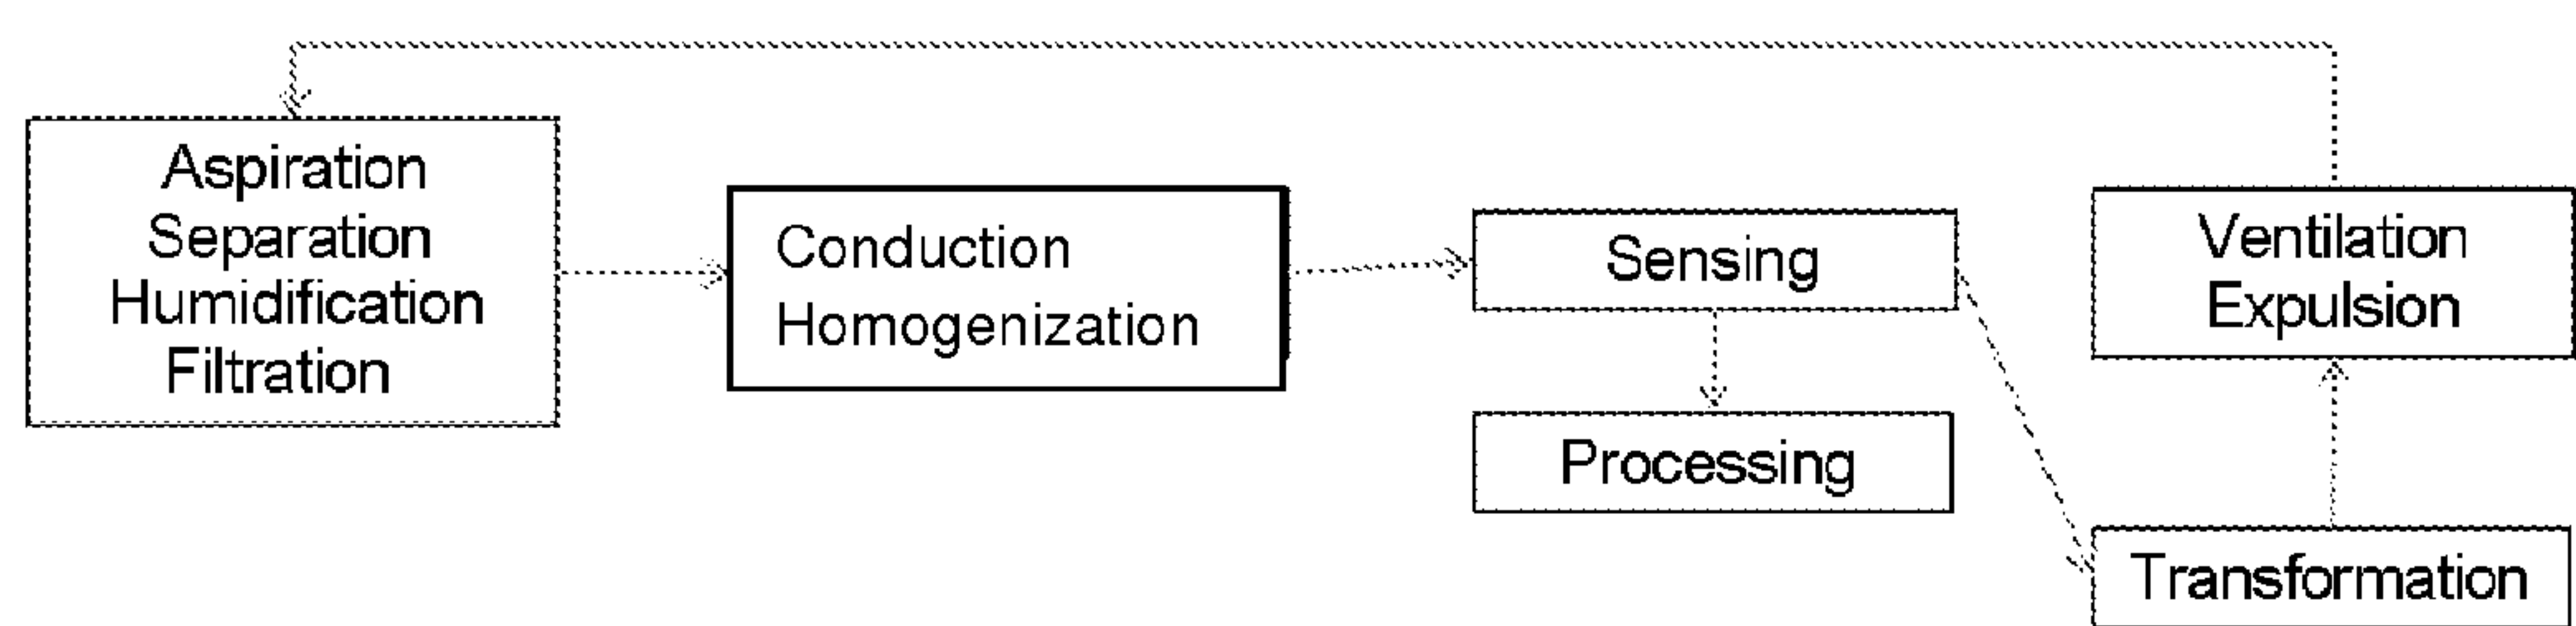 Aspiration
Separation
Humidification
Filtration
Conduction
Homogenization
Sensing
Processing
Ventilation
Expulsion
Transformation